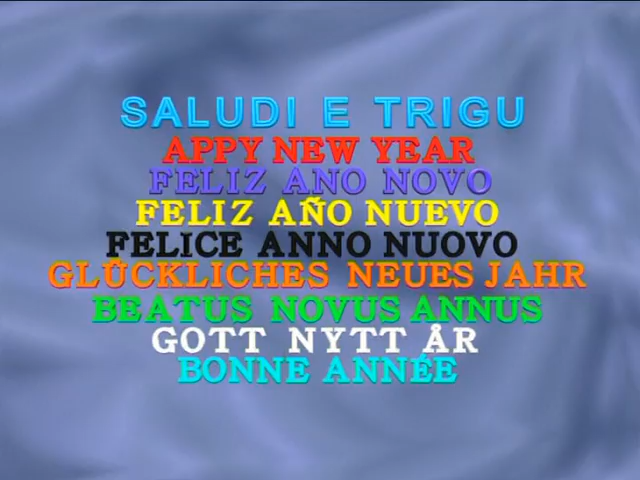 SALUDI E TRIGU
APPY NEW YEAR
FELIZ ANO NOVO
FELIZ AÑO NUEVO
FELICE ANNO NUOVO
GLÛCKLICHES NEUES JAHR
BEATUS NOVUS ANNUS
GOTT NYTT ÅR
BONNE ANNÉE